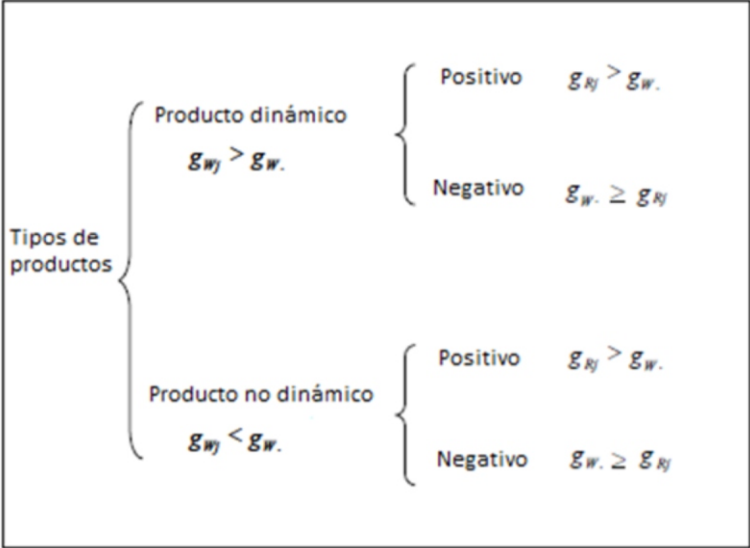 Positivo g_Rj > g_W.
Producto dinámico
g_Wj > g_W.
Negativo g_W. ≥ g_Rj
Tipos de
productos
Positivo g_Rj > g_W.
Producto no dinámico
g_Wj < g_W.
Negativo g_W. ≥ g_Rj